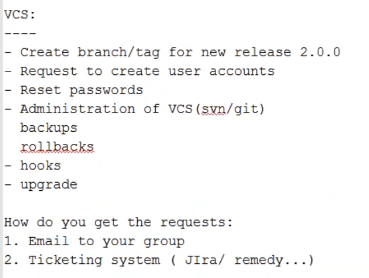 VCS:
----
- Create branch/tag for new release 2.0.0
- Request to create user accounts
- Reset passwords
- Administration of VCS(svn/git)
backups
rollbacks
- hooks
- upgrade
How do you get the requests:
1. Email to your group
2. Ticketing system ( JIra/ remedy...)